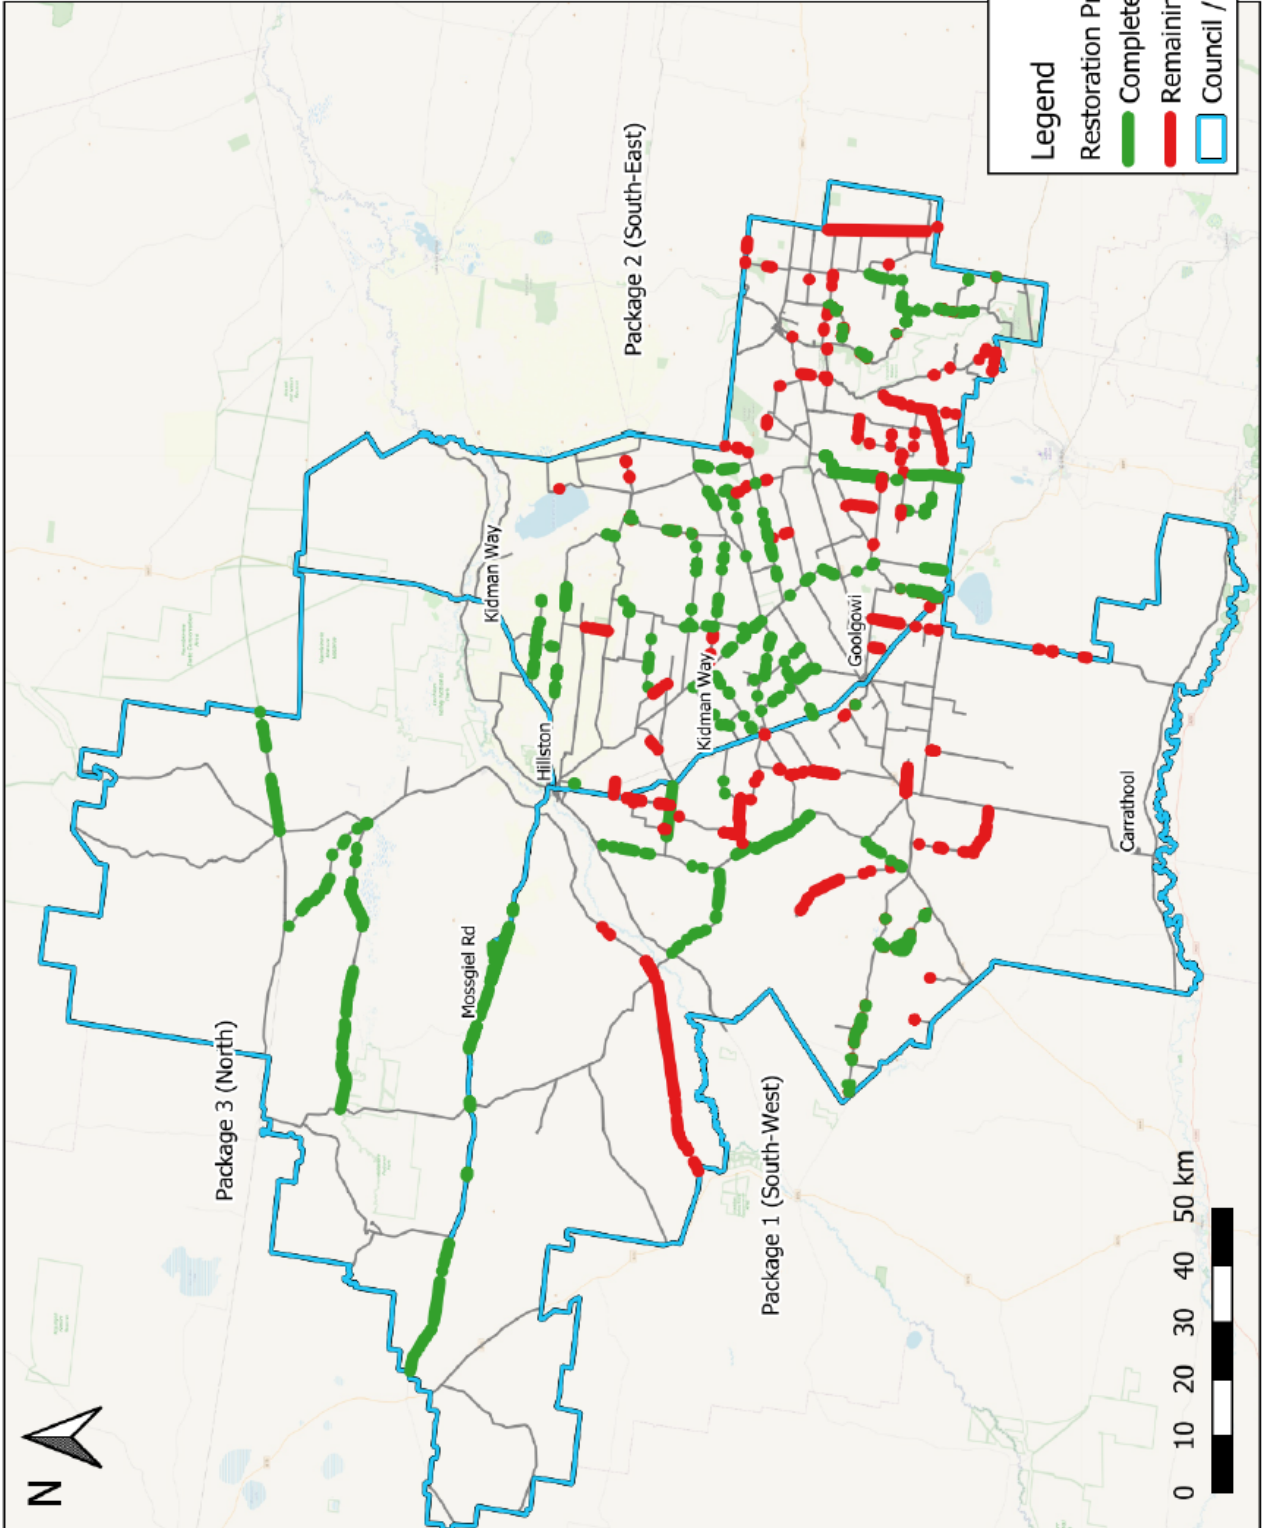 N
Package 3 (North)
Package 2 (South-East)
Kidman Way
Hillston
Mossgiel Rd
Kidman Way
Goolgowi
Package 1 (South-West)
Carrathool
0 10 20 30 40 50 km
Legend
Restoration Pr
Complete
Remainin
Council /